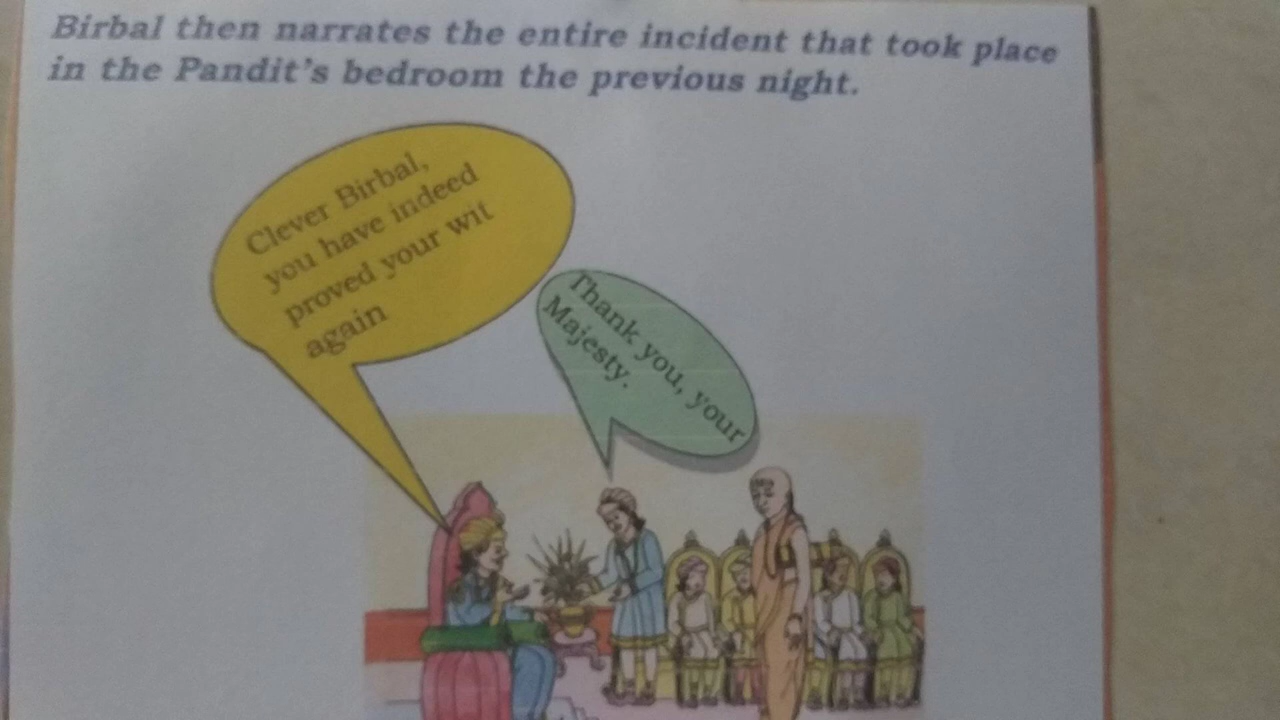 Birbal then narrates the entire incident that took place
in the Pandit's bedroom the previous night.
Clever Birbal,
you have indeed
proved your wit
again
Thank you, your
Majesty.